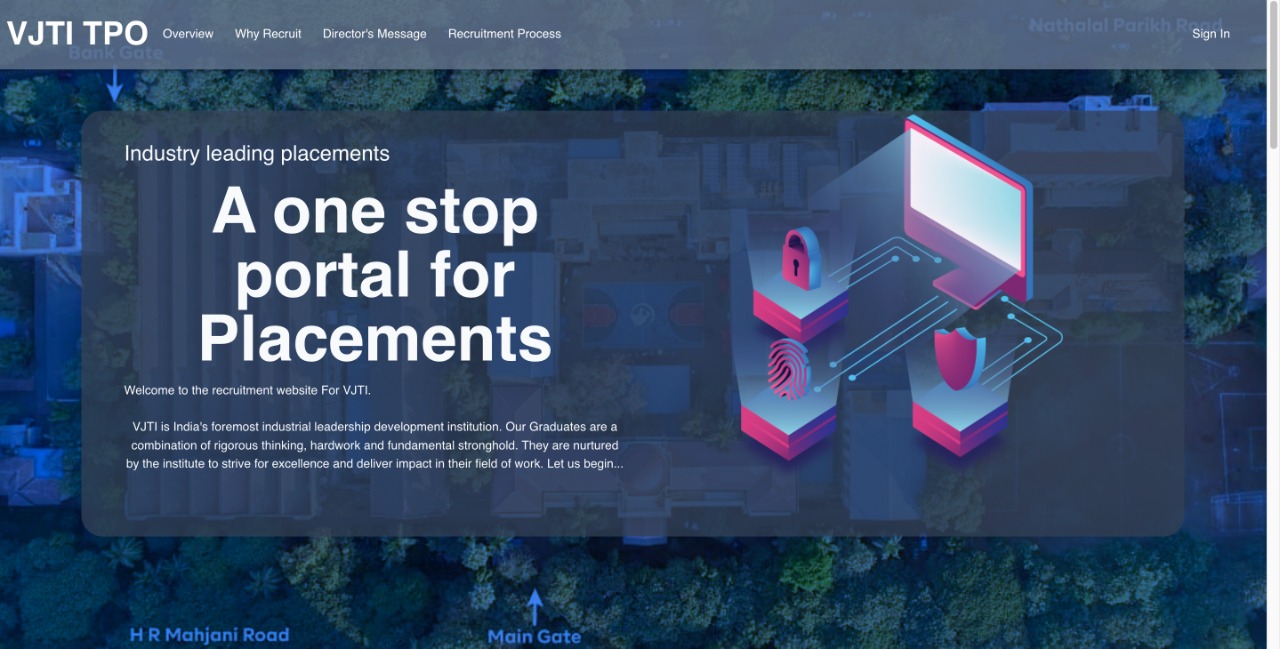 VJTI TPO
Overview
Why Recruit
Director's Message
Recruitment Process
Nathalal Parikh Road
Sign In
Bank Gate
Industry leading placements
A one stop
portal for
Placements
Welcome to the recruitment website For VJTI.
VJTI is India's foremost industrial leadership development institution. Our Graduates are a
combination of rigorous thinking, hardwork and fundamental stronghold. They are nurtured
by the institute to strive for excellence and deliver impact in their field of work. Let us begin...
H R Mahjani Road
Main Gate